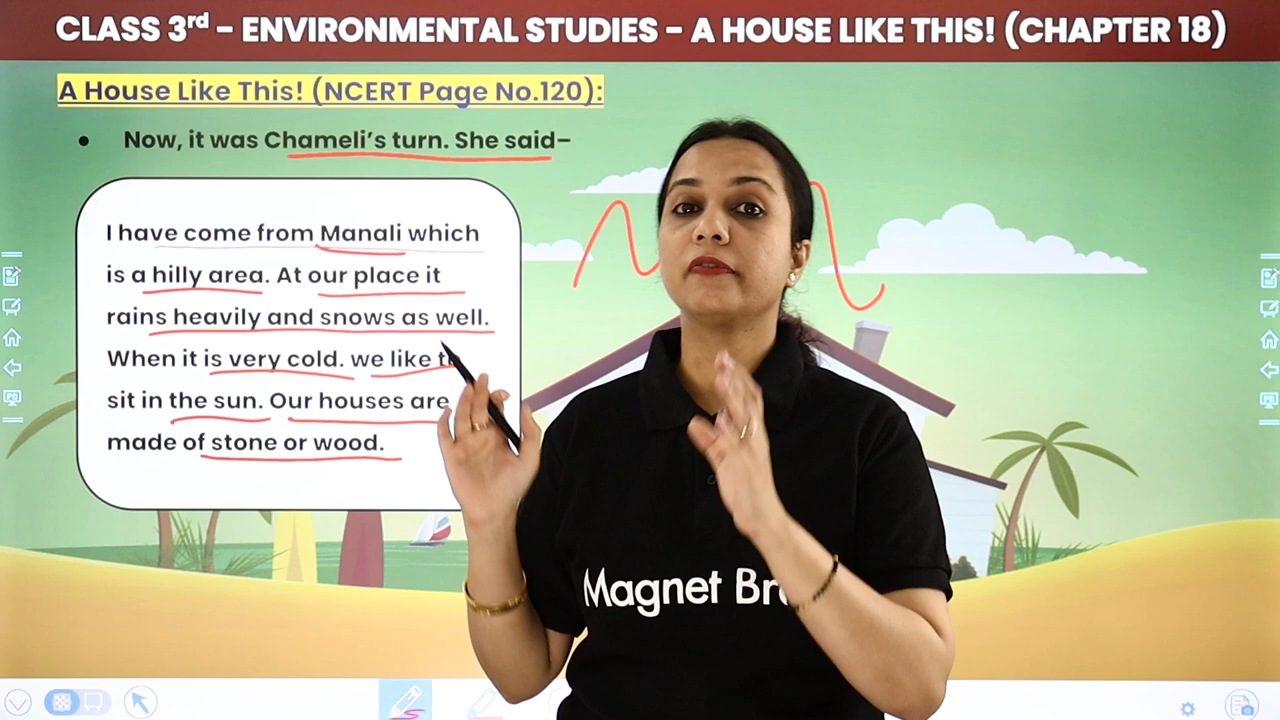 CLASS 3rd - ENVIRONMENTAL STUDIES - A HOUSE LIKE THIS! (CHAPTER 18)
A House Like This! (NCERT Page No.120):
• Now, it was Chameli's turn. She said–
I have come from Manali which
is a hilly area. At our place it
rains heavily and snows as well.
When it is very cold. we like
sit in the sun. Our houses are
made of stone or wood.
Magnet